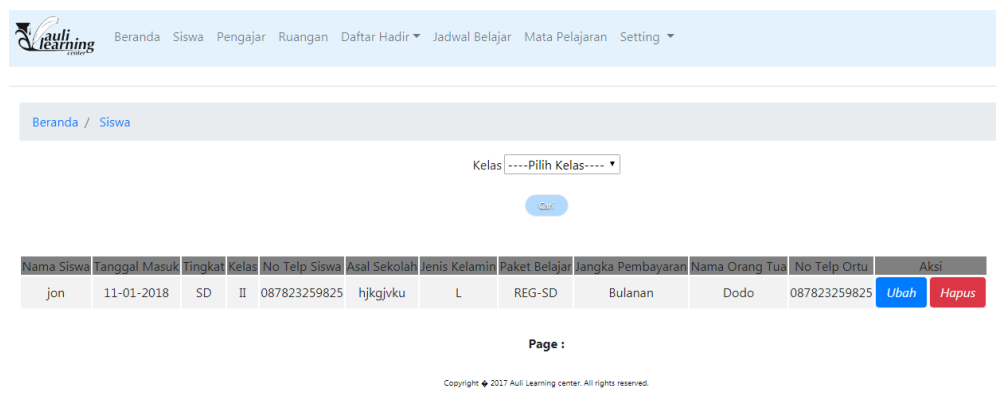 auli learning center
Beranda Siswa Pengajar Ruangan Daftar Hadir Jadwal Belajar Mata Pelajaran Setting
Beranda / Siswa
Kelas ----Pilih Kelas----
Cari
Nama Siswa Tanggal Masuk Tingkat Kelas No Telp Siswa Asal Sekolah Jenis Kelamin Paket Belajar Jangka Pembayaran Nama Orang Tua No Telp Ortu Aksi
jon 11-01-2018 SD II 087823259825 hjkgjvku L REG-SD Bulanan Dodo 087823259825 Ubah Hapus
Page :
Copyright � 2017 Auli Learning center. All rights reserved.